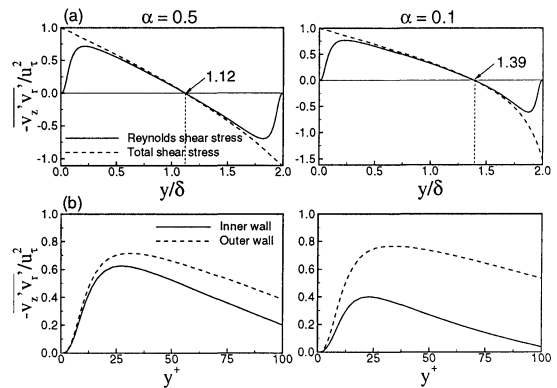 (a) α = 0.5 α = 0.1
-v_z'v_r'/u_τ²
1.0
0.5
0.0
-0.5
-1.0
1.12
Reynolds shear stress
Total shear stress
0.0 0.5 1.0 1.5 2.0
y/δ
1.0
0.5
0.0
-0.5
-1.0
-1.5
1.39
0.0 0.5 1.0 1.5 2.0
y/δ
(b)
-v_z'v_r'/u_τ²
1.0
0.8
0.6
0.4
0.2
0.0
Inner wall
Outer wall
0 25 50 75 100
y⁺
1.0
0.8
0.6
0.4
0.2
0.0
0 25 50 75 100
y⁺